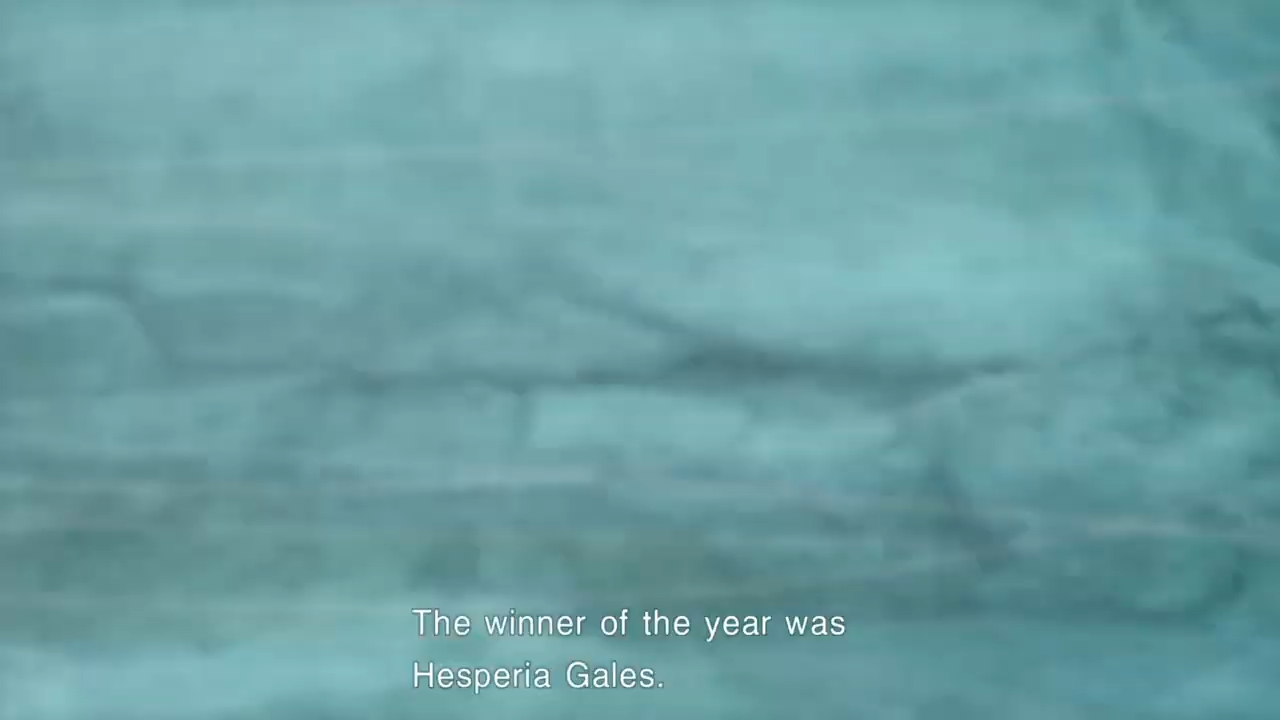 The winner of the year was
Hesperia Gales.